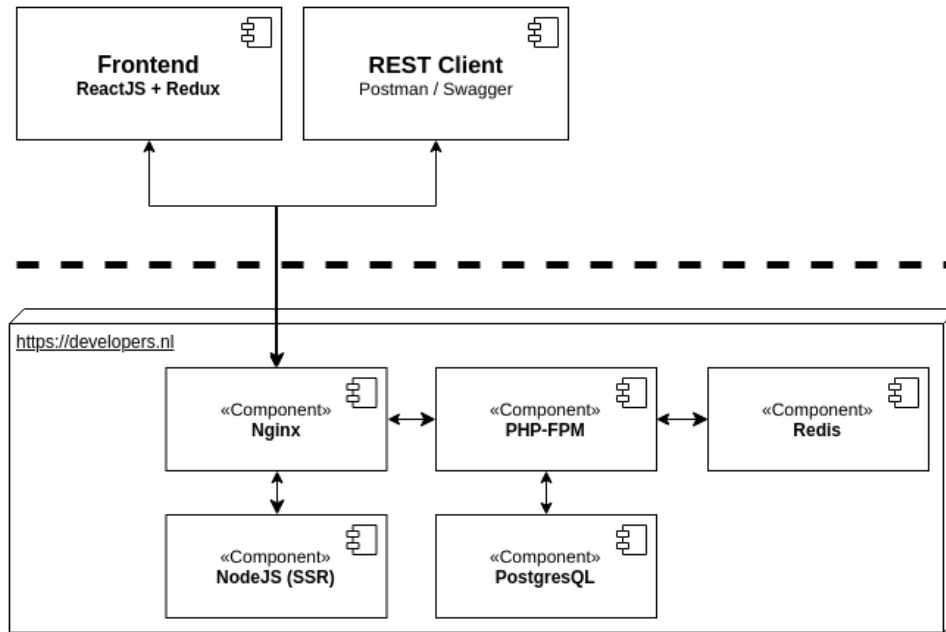 Frontend
ReactJS + Redux
REST Client
Postman / Swagger
https://developers.nl
«Component»
Nginx
«Component»
PHP-FPM
«Component»
Redis
«Component»
NodeJS (SSR)
«Component»
PostgresQL